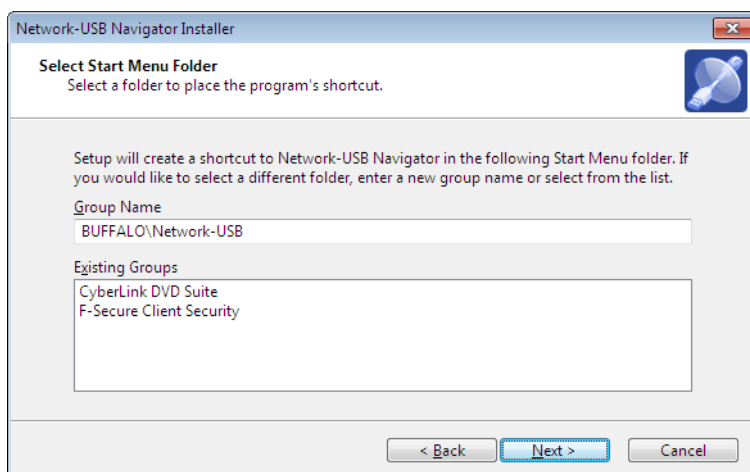 Network-USB Navigator Installer
Select Start Menu Folder
Select a folder to place the program's shortcut.
Setup will create a shortcut to Network-USB Navigator in the following Start Menu folder. If
you would like to select a different folder, enter a new group name or select from the list.
Group Name
BUFFALO\Network-USB
Existing Groups
CyberLink DVD Suite
F-Secure Client Security
< Back Next > Cancel